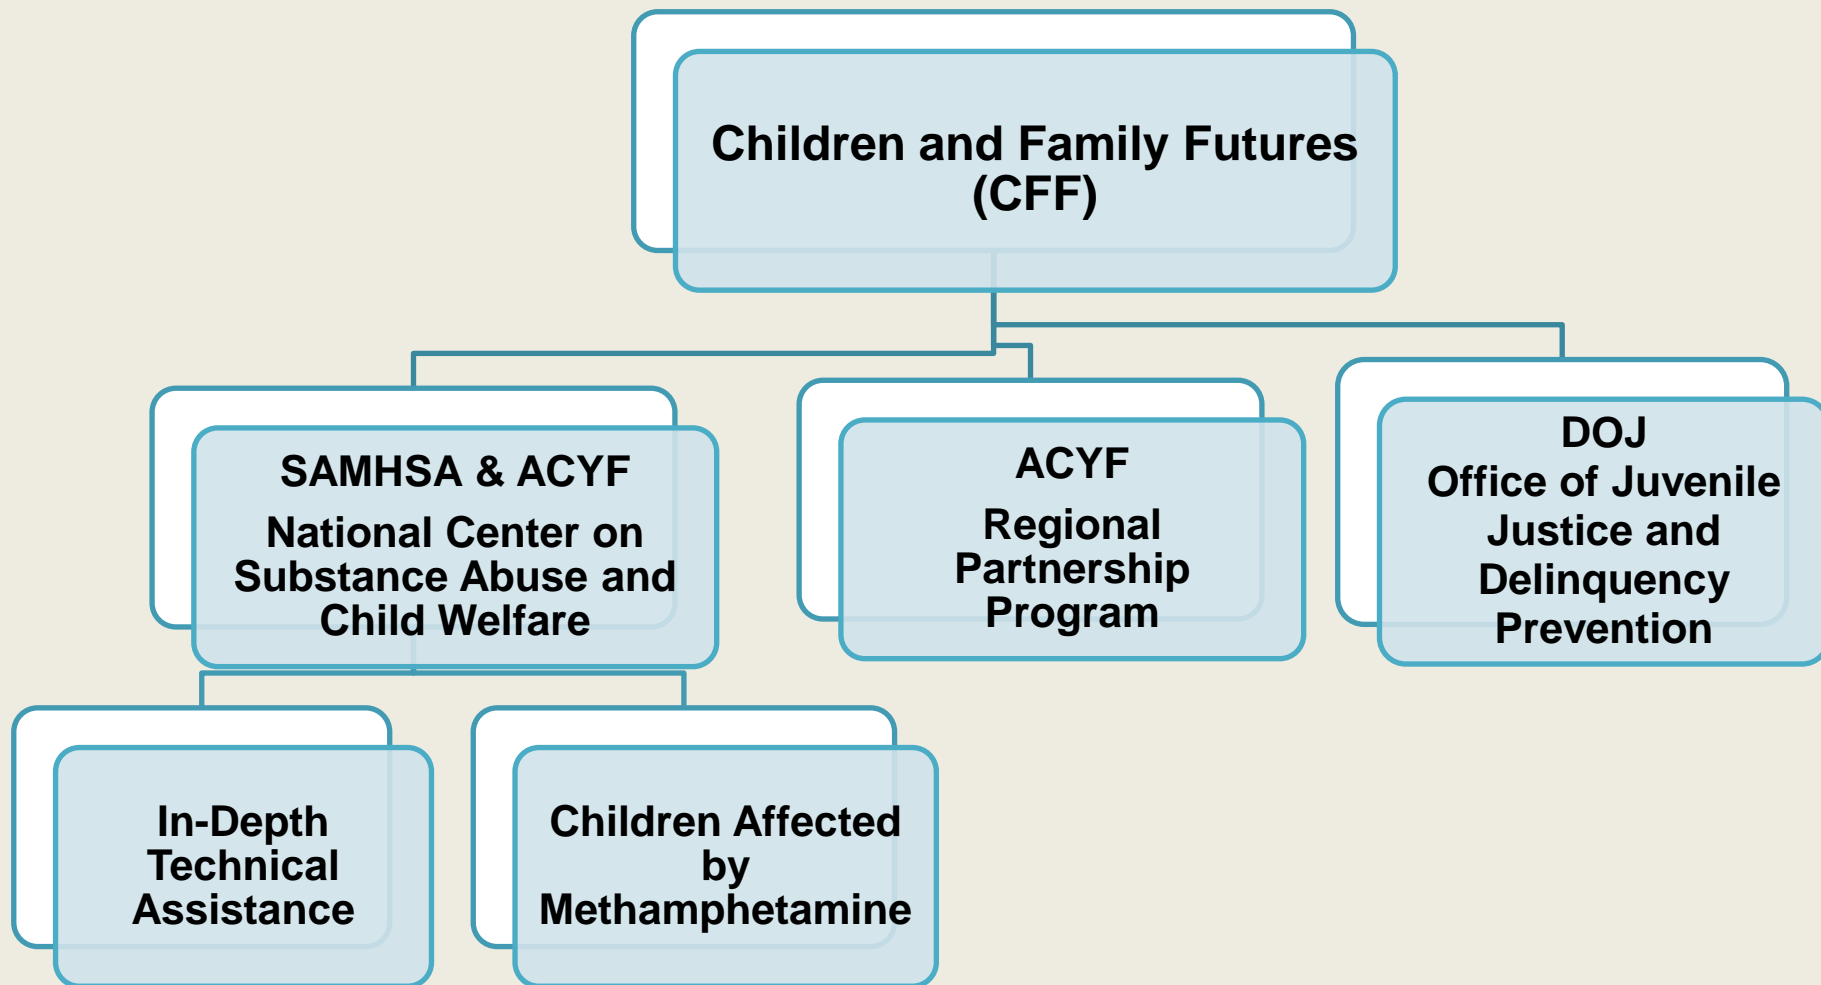 Children and Family Futures
(CFF)
SAMHSA & ACYF
National Center on
Substance Abuse and
Child Welfare
ACYF
Regional
Partnership
Program
DOJ
Office of Juvenile
Justice and
Delinquency
Prevention
In-Depth
Technical
Assistance
Children Affected
by
Methamphetamine